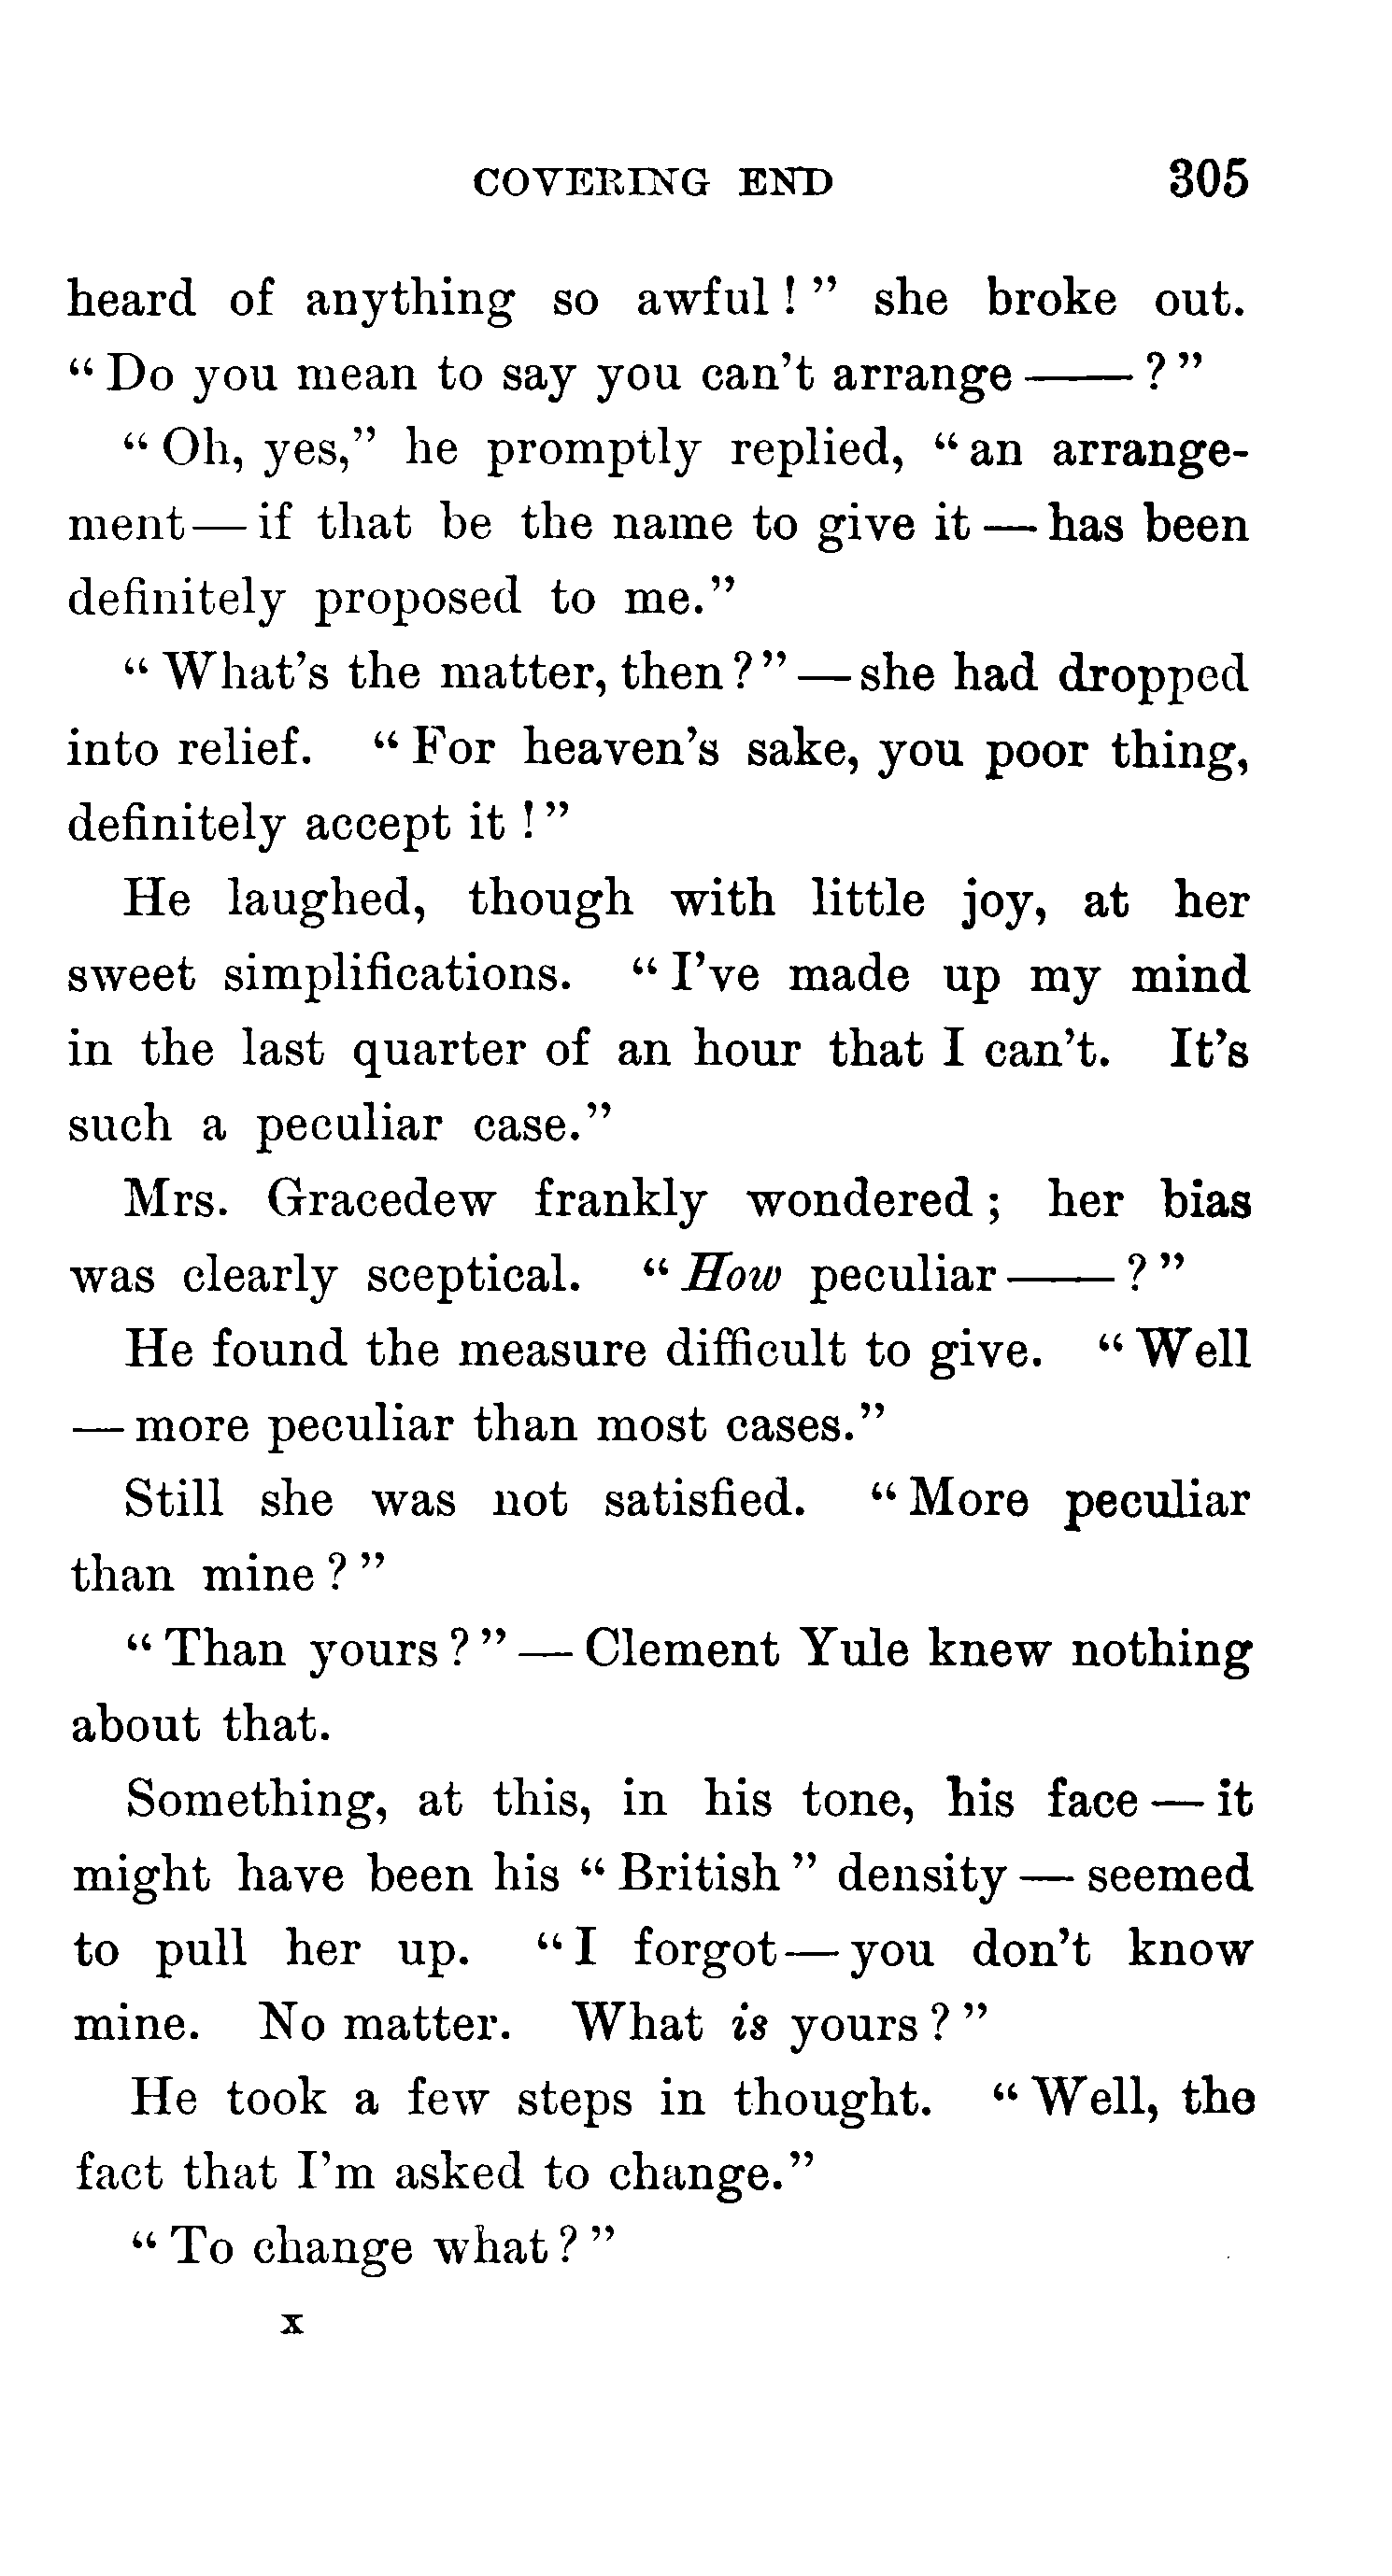 COVERING END 305
heard of anything so awful!” she broke out.
“Do you mean to say you can’t arrange——?”
“Oh, yes,” he promptly replied, “an arrange-
ment—if that be the name to give it—has been
definitely proposed to me.”
“What’s the matter, then?”—she had dropped
into relief. “For heaven’s sake, you poor thing,
definitely accept it!”
He laughed, though with little joy, at her
sweet simplifications. “I’ve made up my mind
in the last quarter of an hour that I can’t. It’s
such a peculiar case.”
Mrs. Gracedew frankly wondered; her bias
was clearly sceptical. “How peculiar——?”
He found the measure difficult to give. “Well
—more peculiar than most cases.”
Still she was not satisfied. “More peculiar
than mine?”
“Than yours?”—Clement Yule knew nothing
about that.
Something, at this, in his tone, his face—it
might have been his “British” density—seemed
to pull her up. “I forgot—you don’t know
mine. No matter. What is yours?”
He took a few steps in thought. “Well, the
fact that I’m asked to change.”
“To change what?”
x